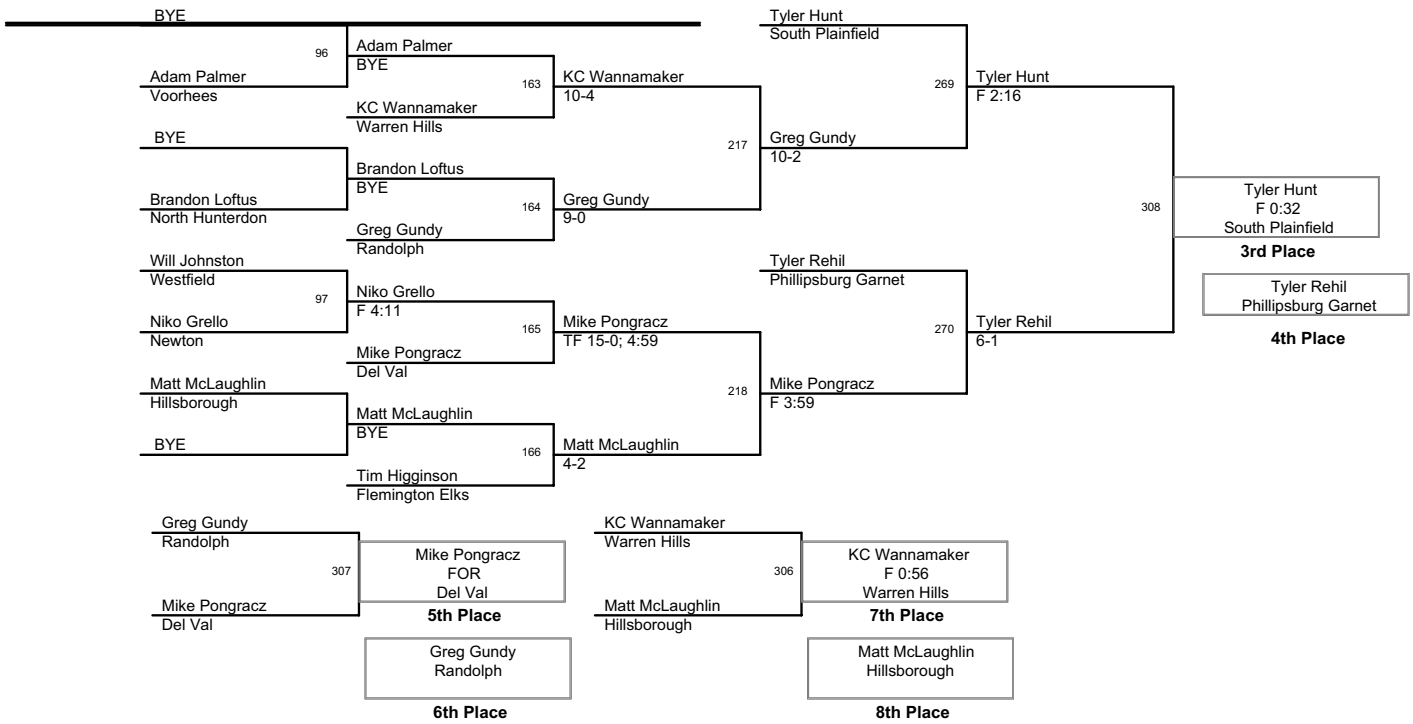 BYE
96
Adam Palmer
Voorhees
Adam Palmer
BYE
163
KC Wannamaker
Warren Hills
KC Wannamaker
10-4
BYE
Brandon Loftus
North Hunterdon
Brandon Loftus
BYE
164
Greg Gundy
Randolph
Greg Gundy
9-0
217
Greg Gundy
10-2
Tyler Hunt
South Plainfield
269
Tyler Hunt
F 2:16
Will Johnston
Westfield
97
Niko Grello
Newton
Niko Grello
F 4:11
165
Mike Pongracz
Del Val
Mike Pongracz
TF 15-0; 4:59
Matt McLaughlin
Hillsborough
BYE
Matt McLaughlin
BYE
166
Tim Higginson
Flemington Elks
Matt McLaughlin
4-2
218
Mike Pongracz
F 3:59
Tyler Rehil
Phillipsburg Garnet
270
Tyler Rehil
6-1
308
Tyler Hunt
F 0:32
South Plainfield
3rd Place
Tyler Rehil
Phillipsburg Garnet
4th Place
Greg Gundy
Randolph
307
Mike Pongracz
Del Val
Mike Pongracz
FOR
Del Val
5th Place
Greg Gundy
Randolph
6th Place
KC Wannamaker
Warren Hills
306
Matt McLaughlin
Hillsborough
KC Wannamaker
F 0:56
Warren Hills
7th Place
Matt McLaughlin
Hillsborough
8th Place